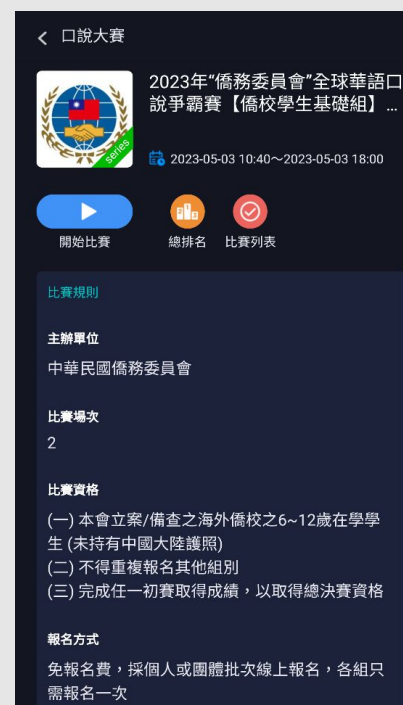 口說大賽
2023年“僑務委員會”全球華語口
說爭霸賽【僑校學生基礎組】...
series
2023-05-03 10:40～2023-05-03 18:00
開始比賽 總排名 比賽列表
比賽規則
主辦單位
中華民國僑務委員會
比賽場次
2
比賽資格
(一) 本會立案/備查之海外僑校之6~12歲在學學
生 (未持有中國大陸護照)
(二) 不得重複報名其他組別
(三) 完成任一初賽取得成績，以取得總決賽資格
報名方式
免報名費，採個人或團體批次線上報名，各組只
需報名一次